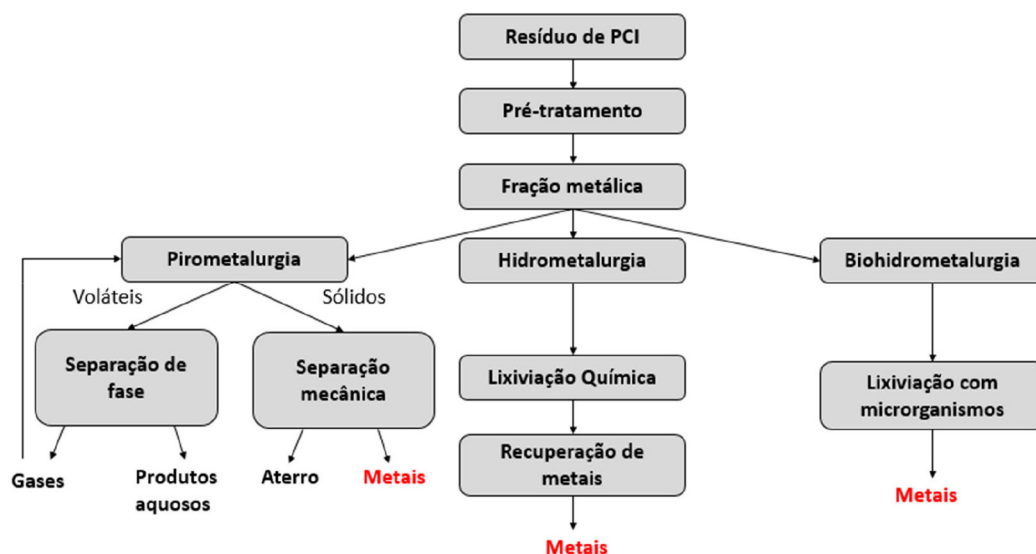 Resíduo de PCI
Pré-tratamento
Fração metálica
Pirometalurgia
Hidrometalurgia
Biohidrometalurgia
Voláteis
Sólidos
Separação de
fase
Separação
mecânica
Lixiviação Química
Lixiviação com
microrganismos
Gases
Produtos
aquosos
Aterro
Metais
Recuperação de
metais
Metais
Metais